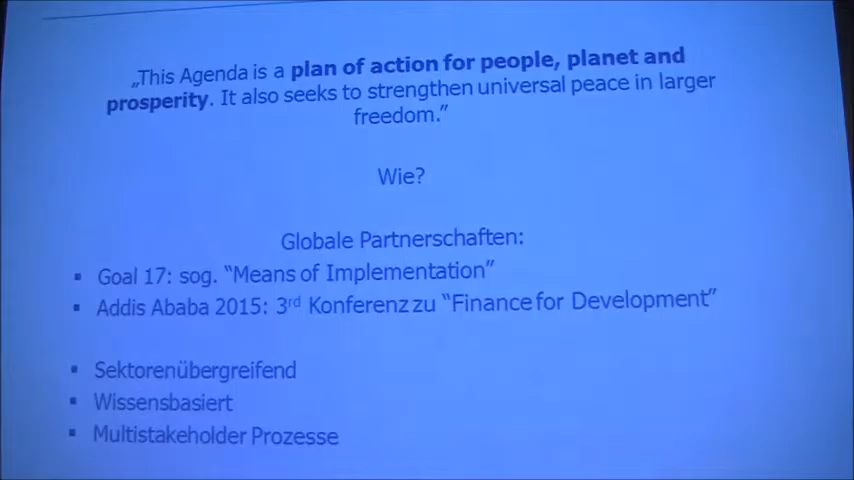 „This Agenda is a plan of action for people, planet and
prosperity. It also seeks to strengthen universal peace in larger
freedom.”
Wie?
Globale Partnerschaften:
▪ Goal 17: sog. “Means of Implementation”
▪ Addis Ababa 2015: 3rd Konferenz zu “Finance for Development”
▪ Sektorenübergreifend
▪ Wissensbasiert
▪ Multistakeholder Prozesse